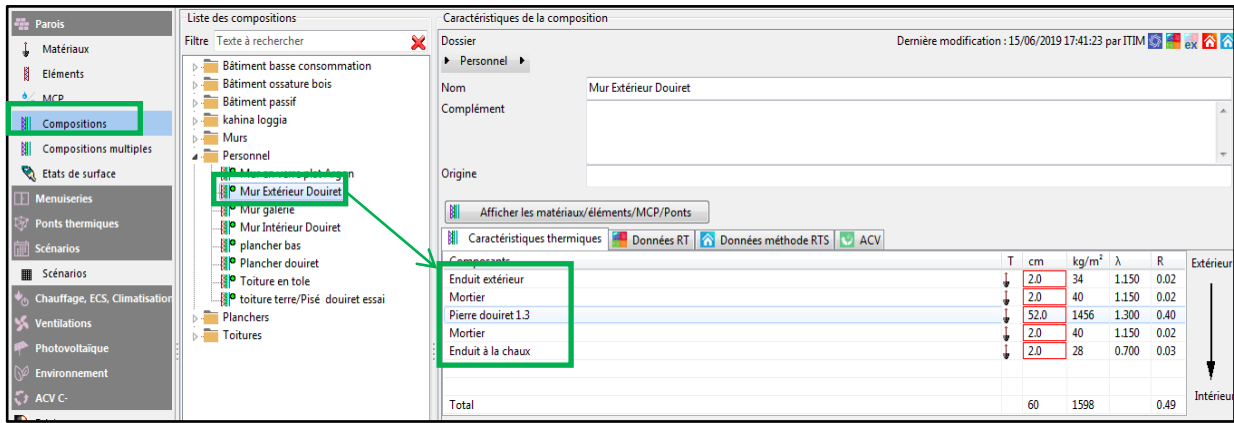 Parois
Matériaux
Eléments
MCP
Compositions
Compositions multiples
Etats de surface
Menuiseries
Ponts thermiques
Scénarios
Scénarios
Chauffage, ECS, Climatisation
Ventilations
Photovoltaïque
Environnement
ACV C-
Liste des compositions
Filtre Texte à rechercher
Bâtiment basse consommation
Bâtiment ossature bois
Bâtiment passif
kahina loggia
Murs
Personnel
Mur Extérieur Douiret
Mur galerie
Mur Intérieur Douiret
plancher bas
Plancher douiret
Toiture en tole
toiture terre/Pisé douiret essai
Planchers
Toitures
Caractéristiques de la composition
Dossier Dernière modification : 15/06/2019 17:41:23 par ITIM ex
Personnel
Nom Mur Extérieur Douiret
Complément
Origine
Afficher les matériaux/éléments/MCP/Ponts
Caractéristiques thermiques Données RT Données méthode RTS ACV
Composants T cm kg/m² λ R Extérieur
Enduit extérieur 2.0 34 1.150 0.02
Mortier 2.0 40 1.150 0.02
Pierre douiret 1.3 52.0 1456 1.300 0.40
Mortier 2.0 40 1.150 0.02
Enduit à la chaux 2.0 28 0.700 0.03
Intérieur
Total 60 1598 0.49